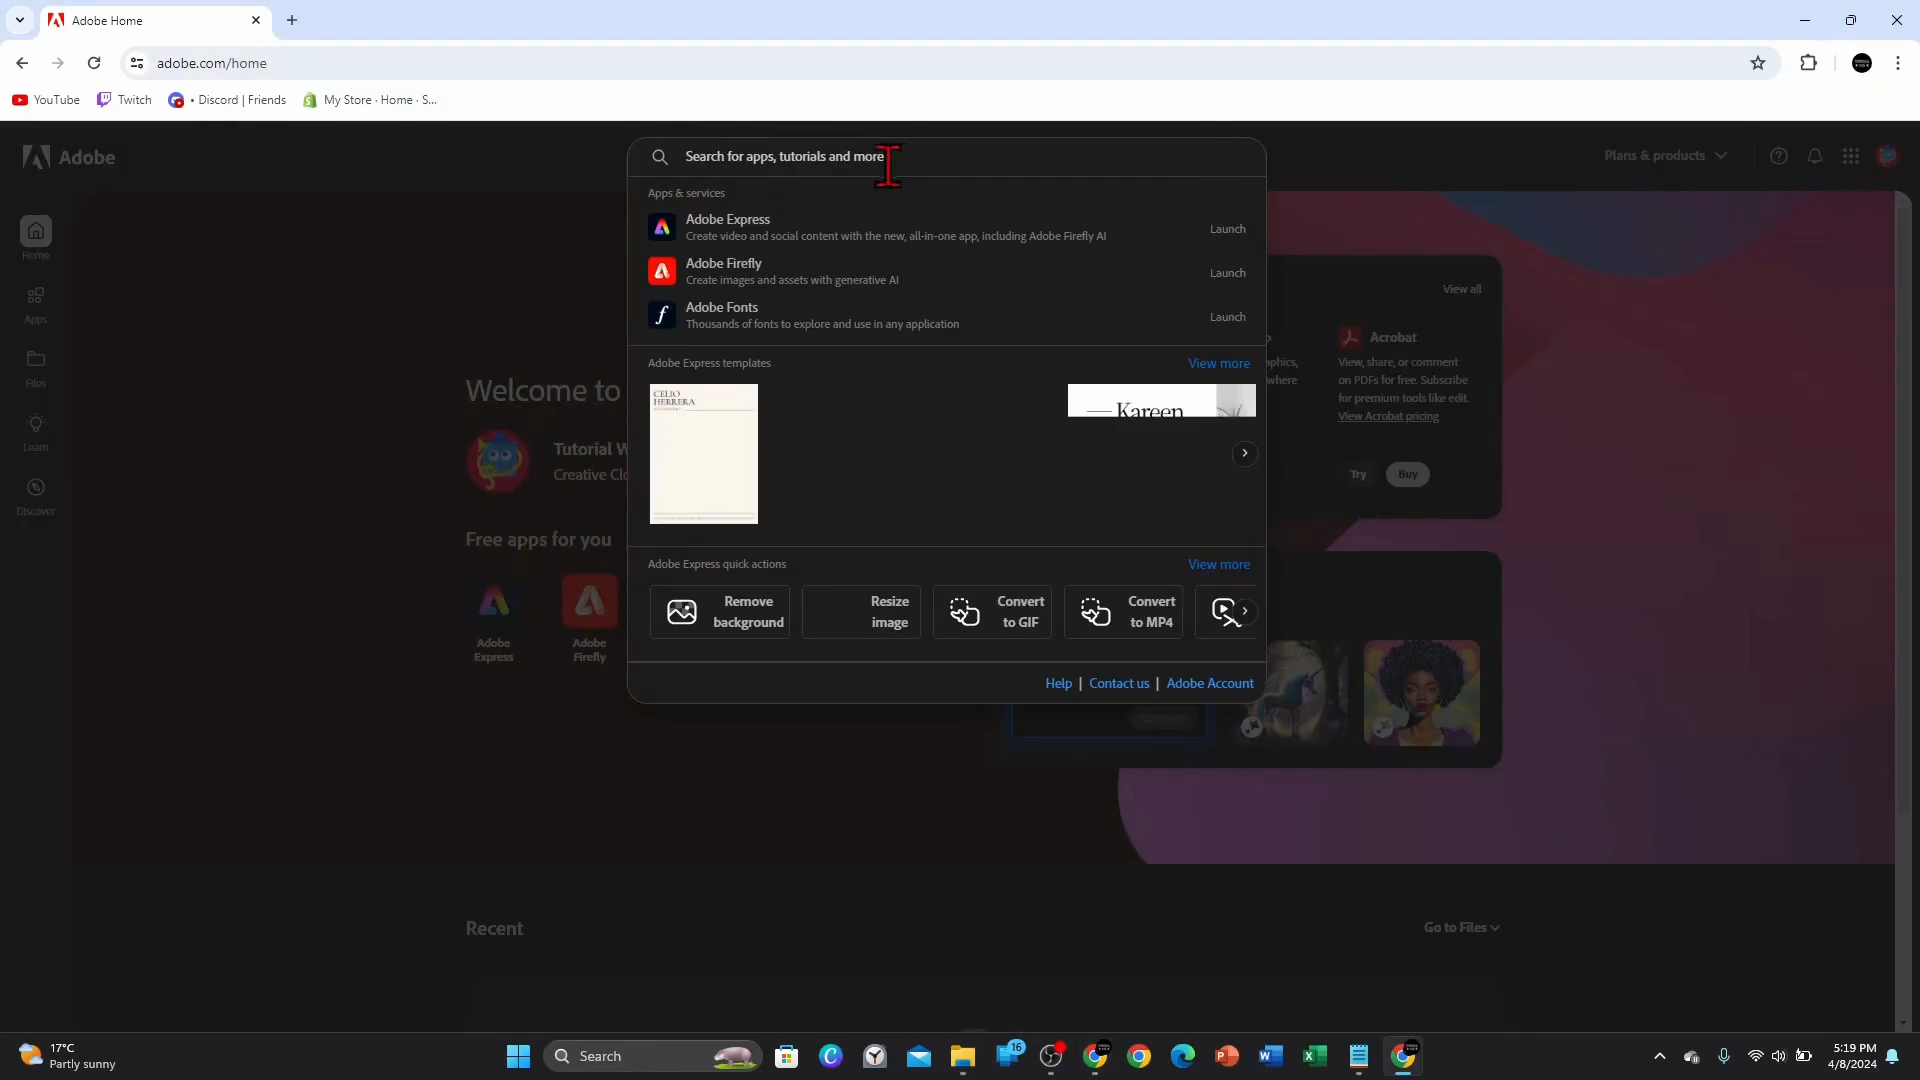 Adobe Home
adobe.com/home
YouTube
Twitch
• Discord | Friends
My Store · Home · S...
Adobe
Search for apps, tutorials and more
Plans & products
Apps & services
Adobe Express
Create video and social content with the new, all-in-one app, including Adobe Firefly AI
Launch
Adobe Firefly
Create images and assets with generative AI
Launch
Adobe Fonts
Thousands of fonts to explore and use in any application
Launch
Adobe Express templates
View more
CELIO
HERRERA
Kareen
Adobe Express quick actions
View more
Remove
background
Resize
image
Convert
to GIF
Convert
to MP4
Help | Contact us | Adobe Account
Home
Apps
Files
Learn
Discover
Welcome to
Tutorial W
Creative Clo
Free apps for you
Adobe
Express
Adobe
Firefly
View all
Acrobat
View, share, or comment
on PDFs for free. Subscribe
for premium tools like edit.
View Acrobat pricing
Try
Buy
Recent
Go to Files
17°C
Partly sunny
Search
16
5:19 PM
4/8/2024